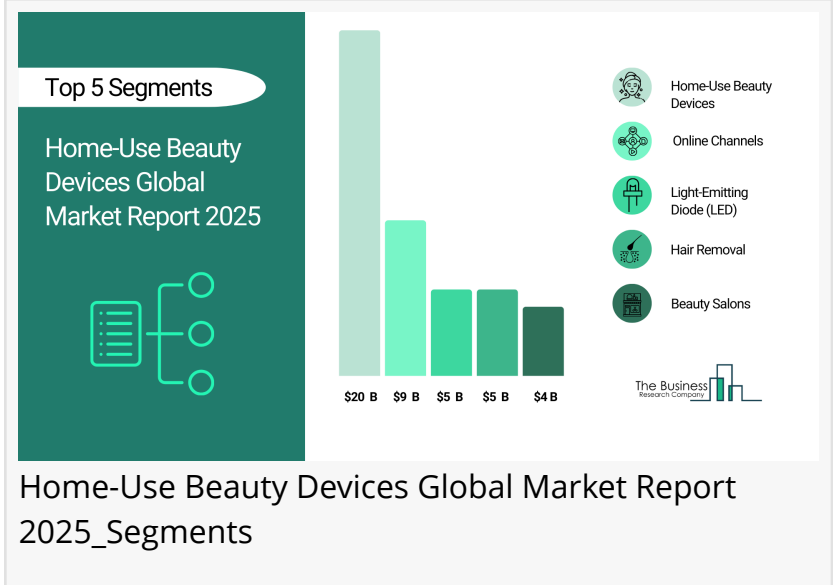 Top 5 Segments
Home-Use Beauty
Devices Global
Market Report 2025
$20 B
$9 B
$5 B
$5 B
$4 B
Home-Use Beauty
Devices
Online Channels
Light-Emitting
Diode (LED)
Hair Removal
Beauty Salons
The Business
Research Company
Home-Use Beauty Devices Global Market Report
2025_Segments